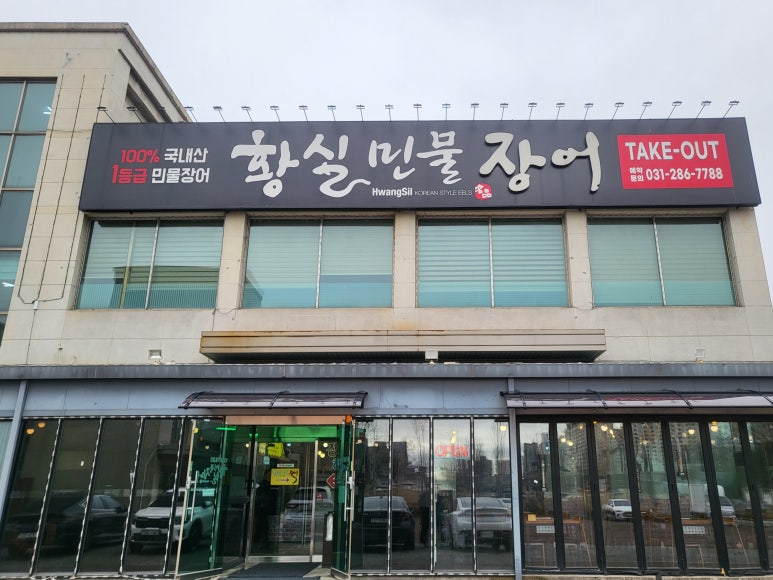 100% 국내산
1등급 민물장어
황실 민물 장어
HwangSil KOREAN STYLE EELS
TAKE-OUT
예약
문의 031-286-7788
OPEN